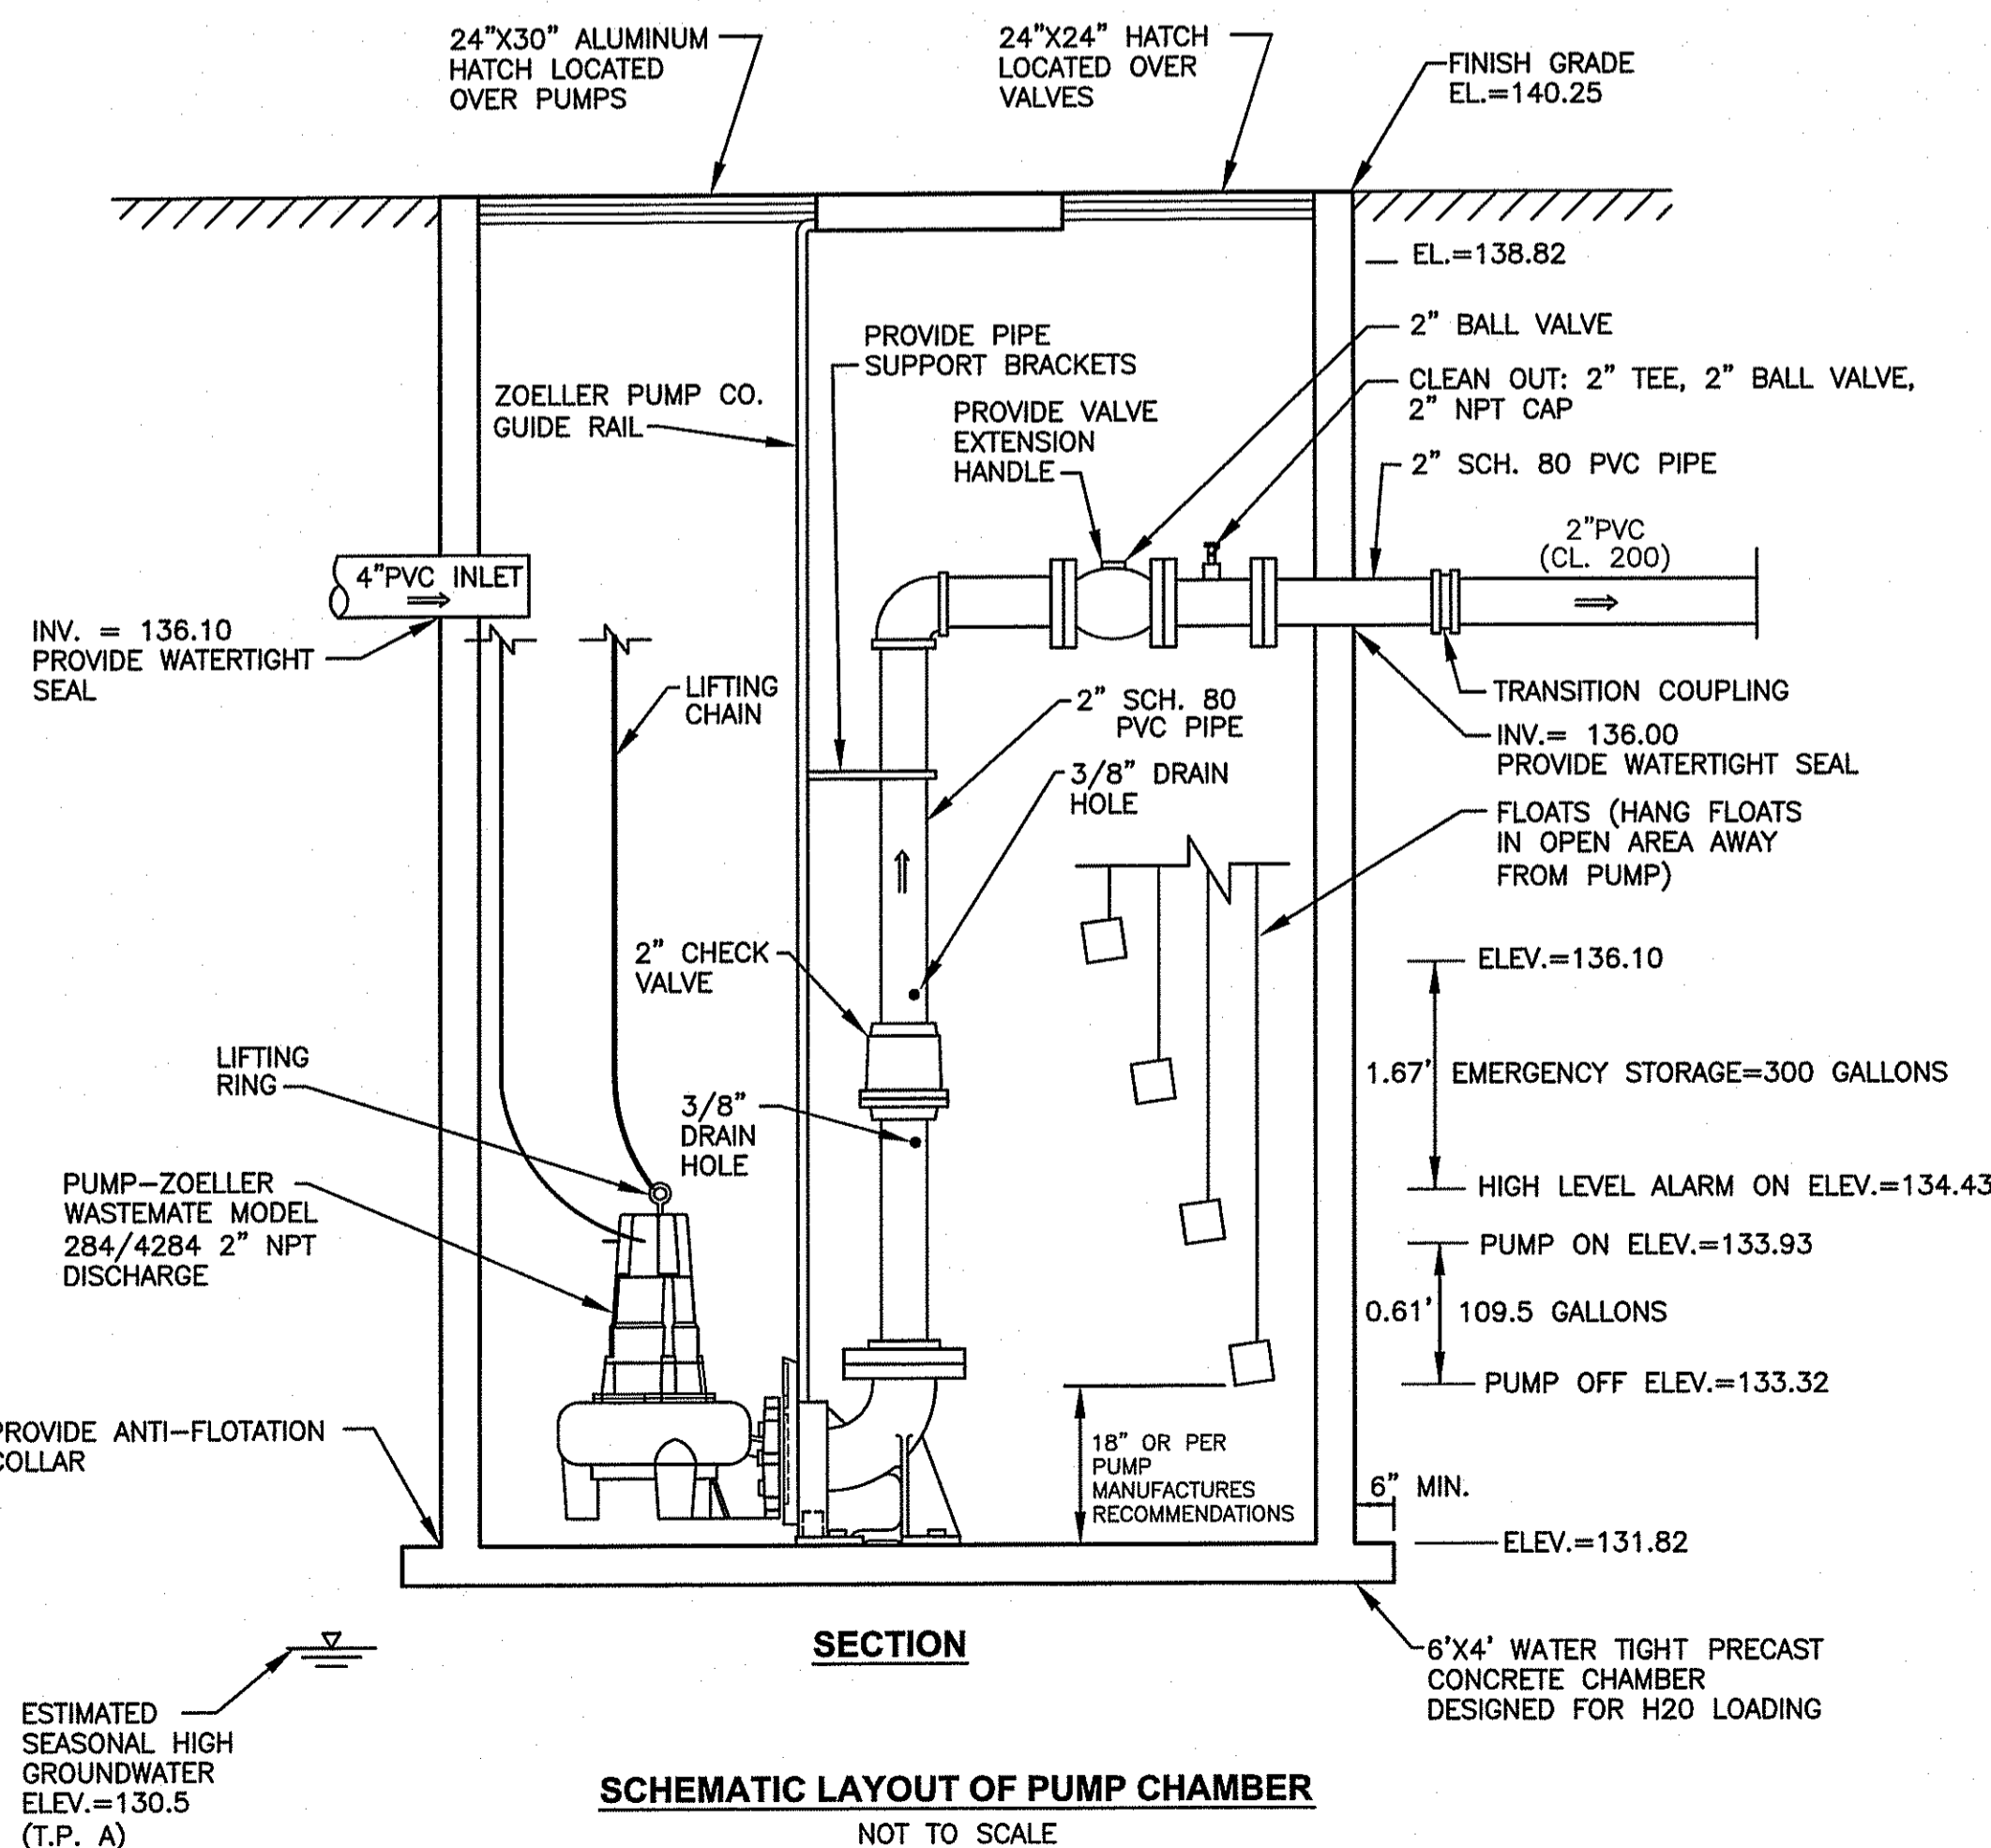 24"X30" ALUMINUM
HATCH LOCATED
OVER PUMPS
24"X24" HATCH
LOCATED OVER
VALVES
FINISH GRADE
EL.=140.25
EL.=138.82
2" BALL VALVE
CLEAN OUT: 2" TEE, 2" BALL VALVE,
2" NPT CAP
2" SCH. 80 PVC PIPE
2"PVC
(CL. 200)
PROVIDE PIPE
SUPPORT BRACKETS
ZOELLER PUMP CO.
GUIDE RAIL
PROVIDE VALVE
EXTENSION
HANDLE
4"PVC INLET
INV. = 136.10
PROVIDE WATERTIGHT
SEAL
LIFTING
CHAIN
2" SCH. 80
PVC PIPE
3/8" DRAIN
HOLE
TRANSITION COUPLING
INV.= 136.00
PROVIDE WATERTIGHT SEAL
FLOATS (HANG FLOATS
IN OPEN AREA AWAY
FROM PUMP)
2" CHECK
VALVE
ELEV.=136.10
1.67' EMERGENCY STORAGE=300 GALLONS
LIFTING
RING
3/8"
DRAIN
HOLE
HIGH LEVEL ALARM ON ELEV.=134.43
PUMP-ZOELLER
WASTEMATE MODEL
284/4284 2" NPT
DISCHARGE
PUMP ON ELEV.=133.93
0.61' 109.5 GALLONS
PUMP OFF ELEV.=133.32
PROVIDE ANTI-FLOTATION
COLLAR
18" OR PER
PUMP
MANUFACTURES
RECOMMENDATIONS
6" MIN.
ELEV.=131.82
SECTION
6'X4' WATER TIGHT PRECAST
CONCRETE CHAMBER
DESIGNED FOR H20 LOADING
ESTIMATED
SEASONAL HIGH
GROUNDWATER
ELEV.=130.5
(T.P. A)
SCHEMATIC LAYOUT OF PUMP CHAMBER
NOT TO SCALE